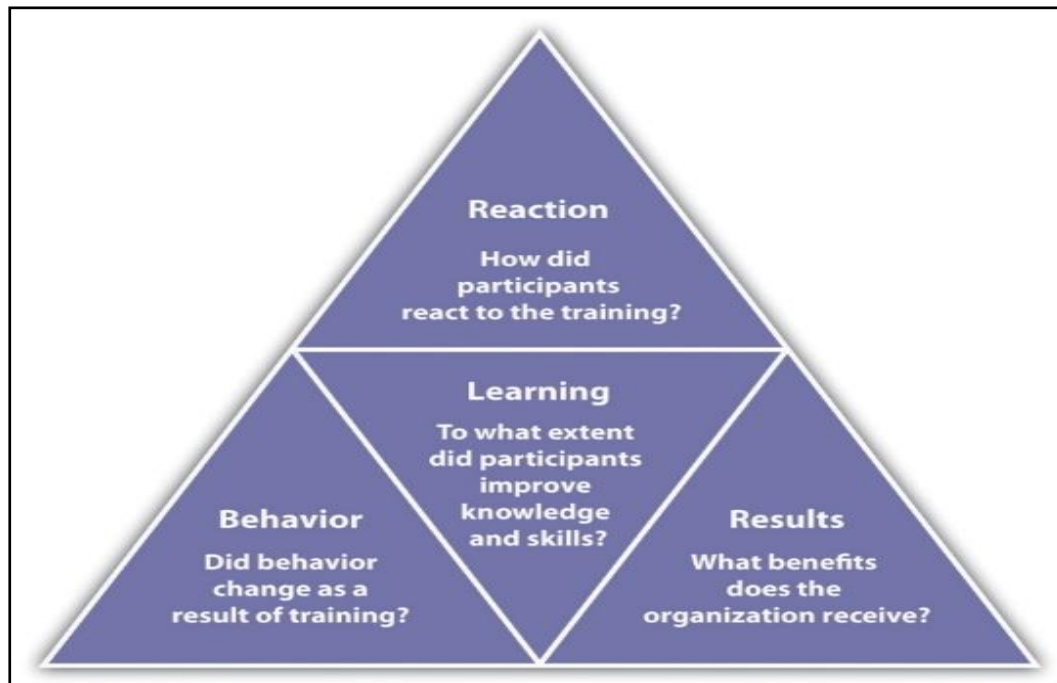 Reaction
How did
participants
react to the training?
Learning
To what extent
did participants
improve
knowledge
and skills?
Behavior
Did behavior
change as a
result of training?
Results
What benefits
does the
organization receive?